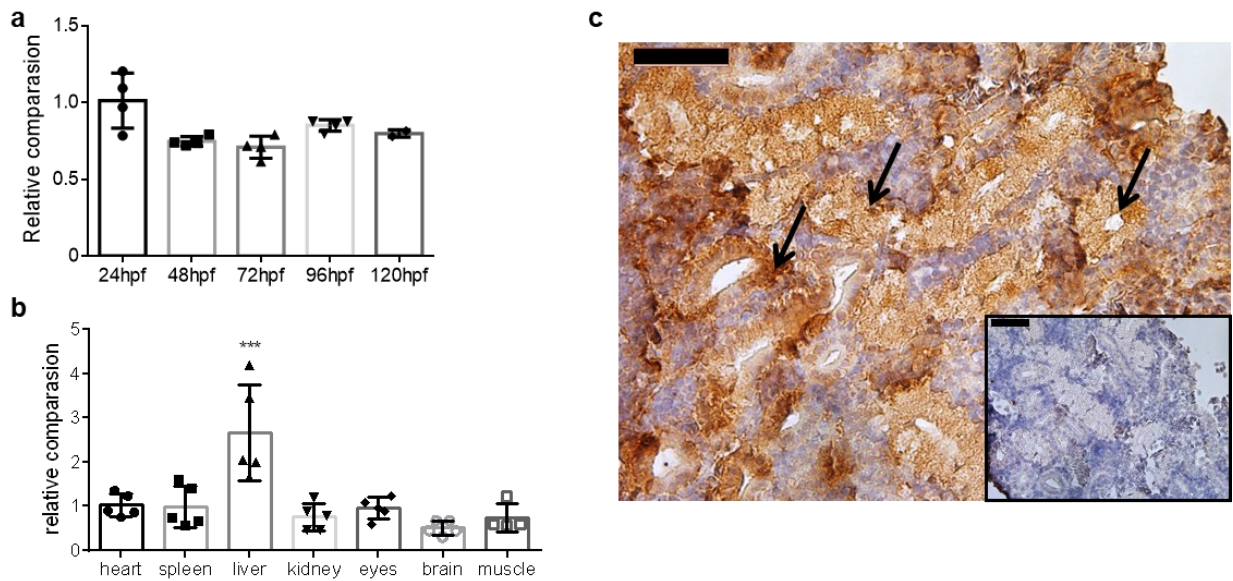 a
Relative comparasion
1.5
1.0
0.5
0
24hpf 48hpf 72hpf 96hpf 120hpf
b
relative comparasion
5
4
3
2
1
0
***
heart spleen liver kidney eyes brain muscle
c